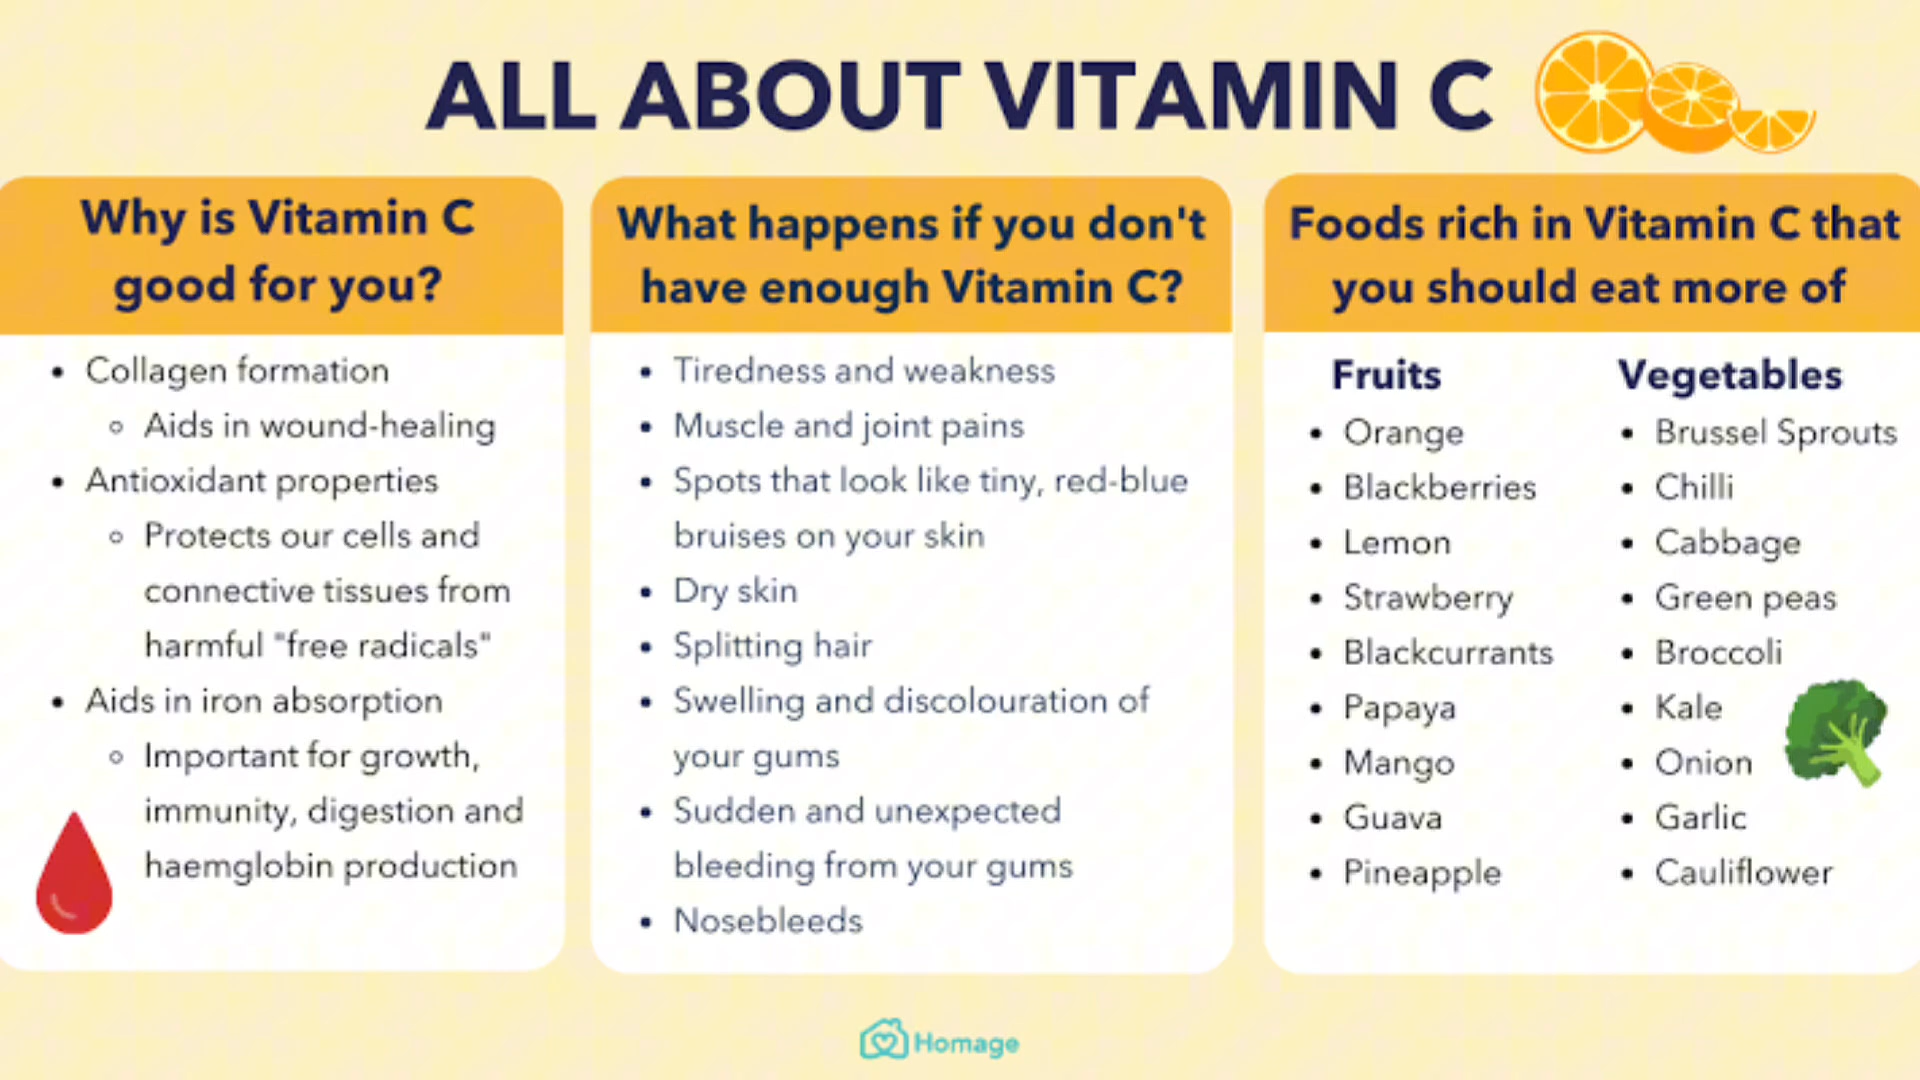 ALL ABOUT VITAMIN C
Why is Vitamin C
good for you?
• Collagen formation
◦ Aids in wound-healing
• Antioxidant properties
◦ Protects our cells and
connective tissues from
harmful "free radicals"
• Aids in iron absorption
◦ Important for growth,
immunity, digestion and
haemglobin production
What happens if you don't
have enough Vitamin C?
• Tiredness and weakness
• Muscle and joint pains
• Spots that look like tiny, red-blue
bruises on your skin
• Dry skin
• Splitting hair
• Swelling and discolouration of
your gums
• Sudden and unexpected
bleeding from your gums
• Nosebleeds
Foods rich in Vitamin C that
you should eat more of
Fruits
• Orange
• Blackberries
• Lemon
• Strawberry
• Blackcurrants
• Papaya
• Mango
• Guava
• Pineapple
Vegetables
• Brussel Sprouts
• Chilli
• Cabbage
• Green peas
• Broccoli
• Kale
• Onion
• Garlic
• Cauliflower
Homage